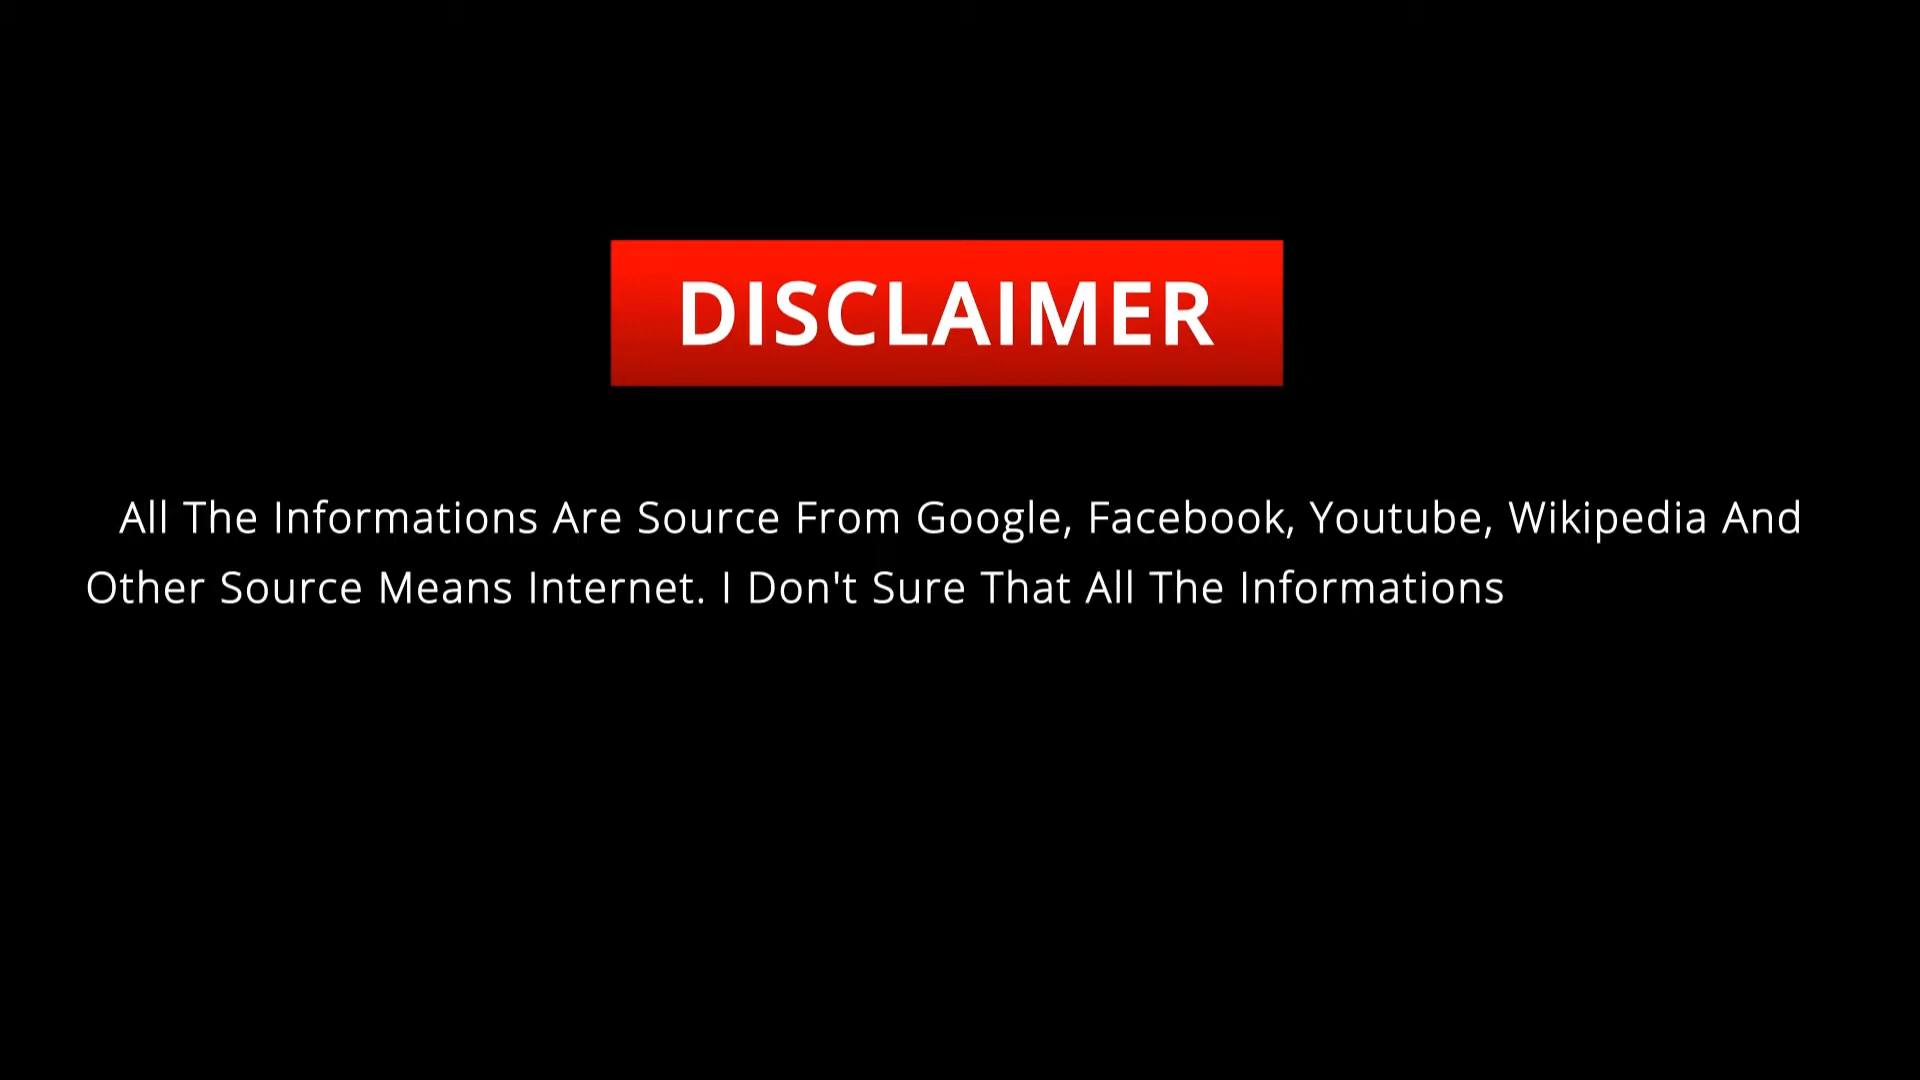 DISCLAIMER
All The Informations Are Source From Google, Facebook, Youtube, Wikipedia And
Other Source Means Internet. I Don't Sure That All The Informations